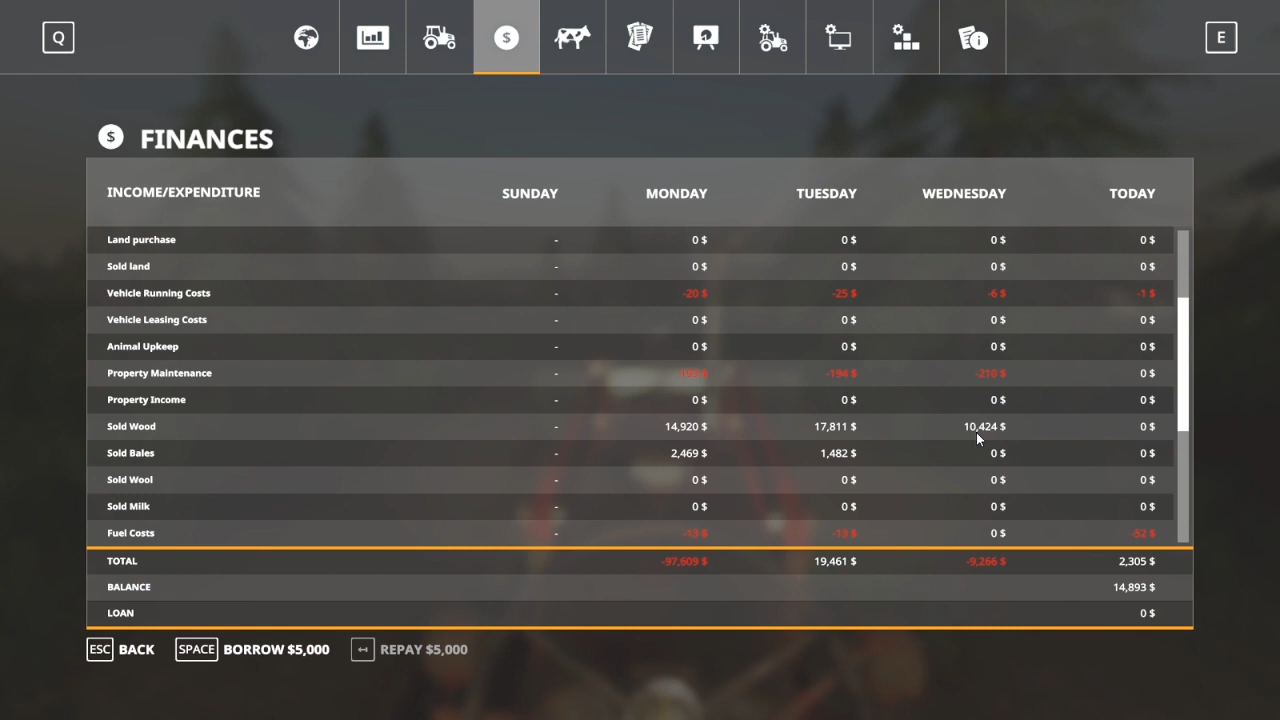 Q
E
$
$ FINANCES
INCOME/EXPENDITURE SUNDAY MONDAY TUESDAY WEDNESDAY TODAY
Land purchase - 0 $ 0 $ 0 $ 0 $
Sold land - 0 $ 0 $ 0 $ 0 $
Vehicle Running Costs - -20 $ -25 $ -6 $ -1 $
Vehicle Leasing Costs - 0 $ 0 $ 0 $ 0 $
Animal Upkeep - 0 $ 0 $ 0 $ 0 $
Property Maintenance - -194 $ -210 $ 0 $
Property Income - 0 $ 0 $ 0 $ 0 $
Sold Wood - 14,920 $ 17,811 $ 10,424 $ 0 $
Sold Bales - 2,469 $ 1,482 $ 0 $ 0 $
Sold Wool - 0 $ 0 $ 0 $ 0 $
Sold Milk - 0 $ 0 $ 0 $ 0 $
Fuel Costs - -13 $ -13 $ 0 $ -52 $
TOTAL -97,609 $ 19,461 $ -9,266 $ 2,305 $
BALANCE 14,893 $
LOAN 0 $
ESC BACK SPACE BORROW $5,000 REPAY $5,000